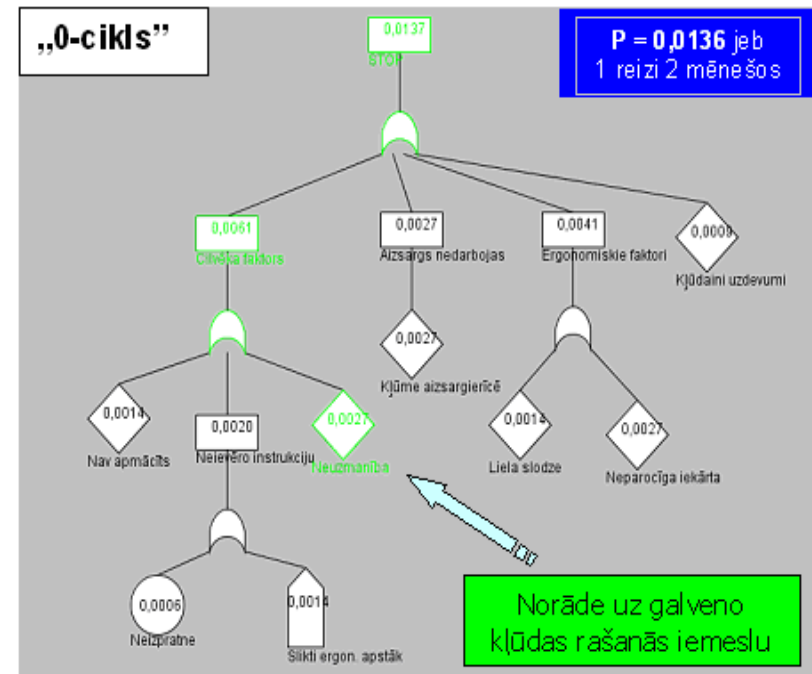 „0-cikls”
0,0137
STOP
P = 0,0136 jeb
1 reizi 2 mēnešos
0,0061
Cilvēka faktors
0,0027
Aizsargs nedarbojas
0,0041
Ergonomiskie faktori
0,0009
Kļūdaini uzdevumi
0,0027
Kļūme aizsargierīcē
0,0014
Nav apmācīts
0,0020
Neievēro instrukciju
0,0027
Neuzmanība
0,0014
Liela slodze
0,0027
Neparocīga iekārta
0,0006
Neizpratne
0,0014
Slikti ergon. apstāk
Norāde uz galveno
kļūdas rašanās iemeslu